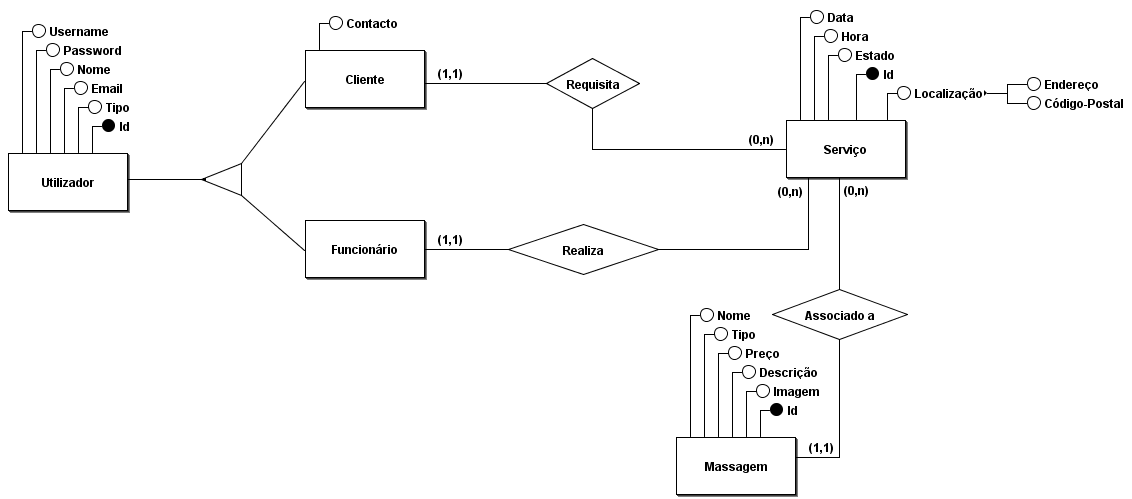 Username
Password
Nome
Email
Tipo
Id
Utilizador
Contacto
Cliente
(1,1)
Requisita
(0,n)
Data
Hora
Estado
Id
Localização
Endereço
Código-Postal
Serviço
(0,n)
(0,n)
Funcionário
(1,1)
Realiza
Associado a
Nome
Tipo
Preço
Descrição
Imagem
Id
Massagem
(1,1)